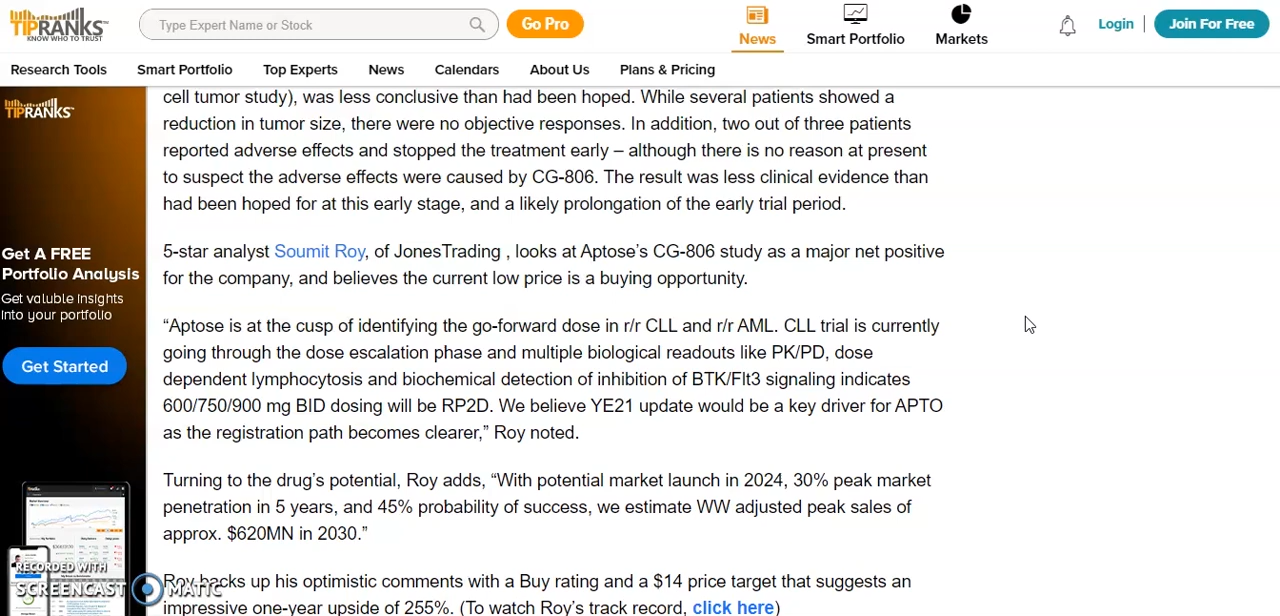 TIPRANKS
KNOW WHO TO TRUST
Type Expert Name or Stock
Go Pro
News
Smart Portfolio
Markets
Login
Join For Free
Research Tools
Smart Portfolio
Top Experts
News
Calendars
About Us
Plans & Pricing
TIPRANKS
Get A FREE
Portfolio Analysis
Get valuble insights
into your portfolio
Get Started
cell tumor study), was less conclusive than had been hoped. While several patients showed a
reduction in tumor size, there were no objective responses. In addition, two out of three patients
reported adverse effects and stopped the treatment early – although there is no reason at present
to suspect the adverse effects were caused by CG-806. The result was less clinical evidence than
had been hoped for at this early stage, and a likely prolongation of the early trial period.
5-star analyst Soumit Roy, of JonesTrading , looks at Aptose’s CG-806 study as a major net positive
for the company, and believes the current low price is a buying opportunity.
“Aptose is at the cusp of identifying the go-forward dose in r/r CLL and r/r AML. CLL trial is currently
going through the dose escalation phase and multiple biological readouts like PK/PD, dose
dependent lymphocytosis and biochemical detection of inhibition of BTK/Flt3 signaling indicates
600/750/900 mg BID dosing will be RP2D. We believe YE21 update would be a key driver for APTO
as the registration path becomes clearer,” Roy noted.
Turning to the drug’s potential, Roy adds, “With potential market launch in 2024, 30% peak market
penetration in 5 years, and 45% probability of success, we estimate WW adjusted peak sales of
approx. $620MN in 2030.”
Roy backs up his optimistic comments with a Buy rating and a $14 price target that suggests an
impressive one-year upside of 255%. (To watch Roy’s track record, click here)
RECORDED WITH
SCREENCAST MATIC